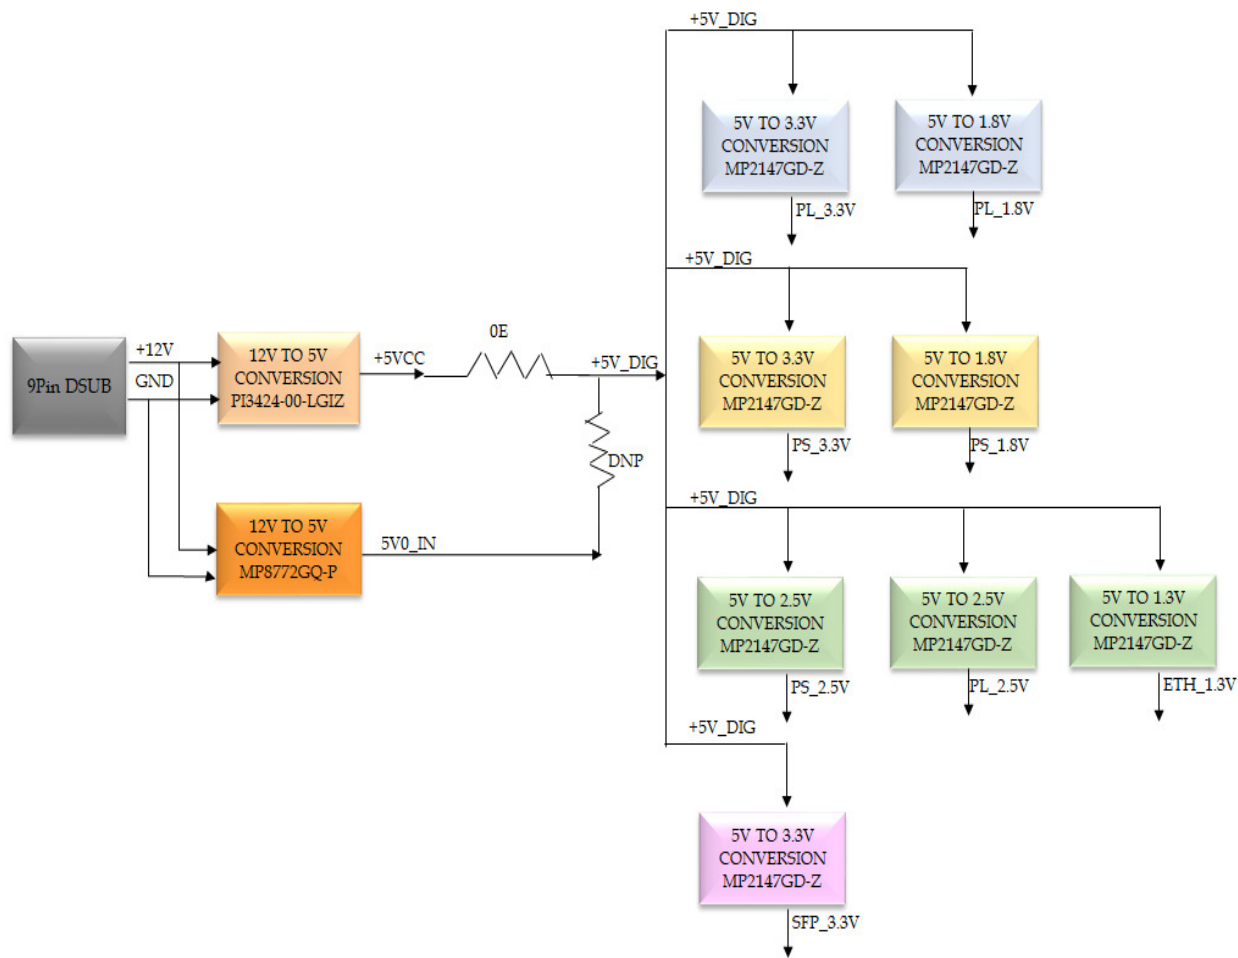 +5V_DIG
5V TO 3.3V
CONVERSION
MP2147GD-Z
5V TO 1.8V
CONVERSION
MP2147GD-Z
PL_3.3V
PL_1.8V
+5V_DIG
9Pin DSUB
+12V
GND
12V TO 5V
CONVERSION
PI3424-00-LGIZ
+5VCC
0E
+5V_DIG
5V TO 3.3V
CONVERSION
MP2147GD-Z
5V TO 1.8V
CONVERSION
MP2147GD-Z
PS_3.3V
PS_1.8V
DNP
12V TO 5V
CONVERSION
MP8772GQ-P
5V0_IN
+5V_DIG
5V TO 2.5V
CONVERSION
MP2147GD-Z
5V TO 2.5V
CONVERSION
MP2147GD-Z
5V TO 1.3V
CONVERSION
MP2147GD-Z
PS_2.5V
PL_2.5V
ETH_1.3V
+5V_DIG
5V TO 3.3V
CONVERSION
MP2147GD-Z
SFP_3.3V